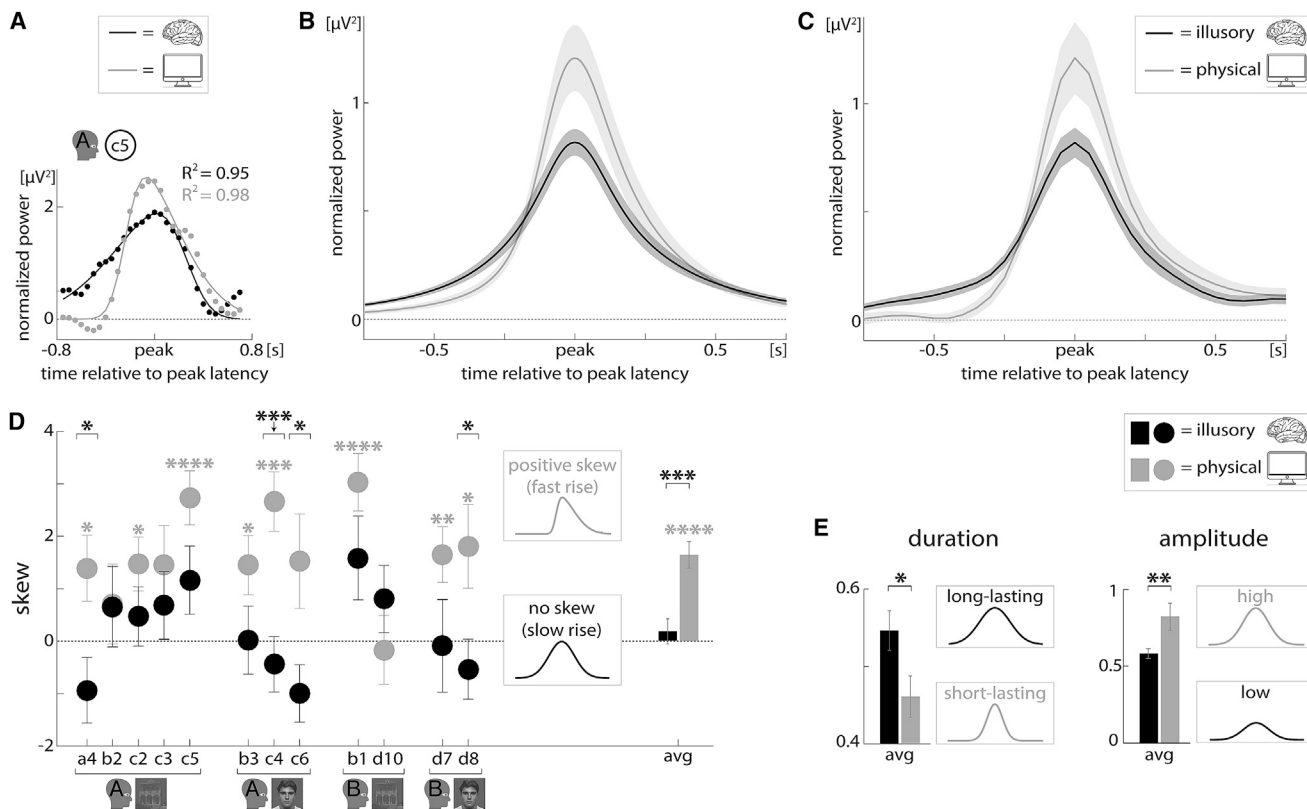 A
=
=
A c5
[µV²]
R² = 0.95
R² = 0.98
2
0
normalized power
-0.8 peak 0.8 [s]
time relative to peak latency
B
[µV²]
1
0
normalized power
-0.5 peak 0.5 [s]
time relative to peak latency
C
[µV²]
= illusory
= physical
1
0
normalized power
-0.5 peak 0.5 [s]
time relative to peak latency
D
4
2
0
-2
skew
* *** * *
* * **** * *** **** ** *
positive skew
(fast rise)
no skew
(slow rise)
***
****
a4 b2 c2 c3 c5 b3 c4 c6 b1 d10 d7 d8 avg
A A B B
= illusory
= physical
E
duration
0.6
0.4
*
avg
long-lasting
short-lasting
amplitude
1
0.5
0
**
avg
high
low